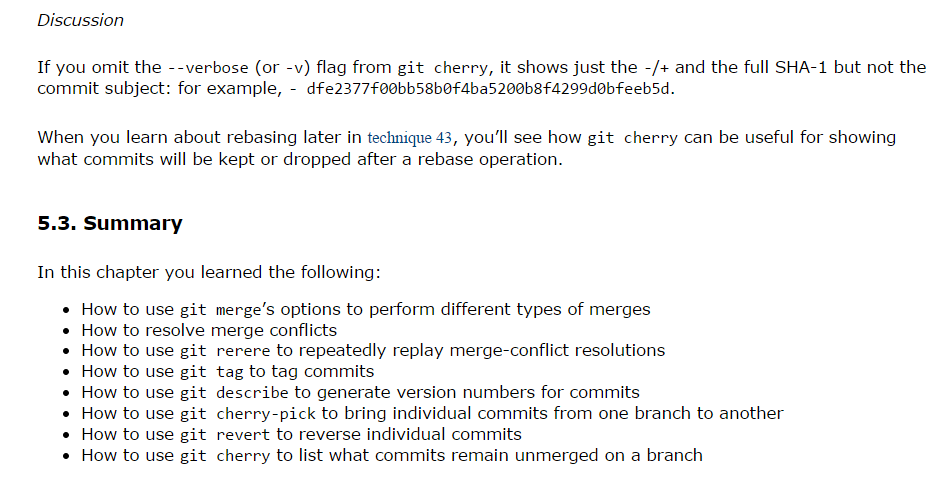 Discussion
If you omit the --verbose (or -v) flag from git cherry, it shows just the -/+ and the full SHA-1 but not the
commit subject: for example, - dfe2377f00bb58b0f4ba5200b8f4299d0bfeeb5d.
When you learn about rebasing later in technique 43, you’ll see how git cherry can be useful for showing
what commits will be kept or dropped after a rebase operation.
5.3. Summary
In this chapter you learned the following:
• How to use git merge’s options to perform different types of merges
• How to resolve merge conflicts
• How to use git rerere to repeatedly replay merge-conflict resolutions
• How to use git tag to tag commits
• How to use git describe to generate version numbers for commits
• How to use git cherry-pick to bring individual commits from one branch to another
• How to use git revert to reverse individual commits
• How to use git cherry to list what commits remain unmerged on a branch